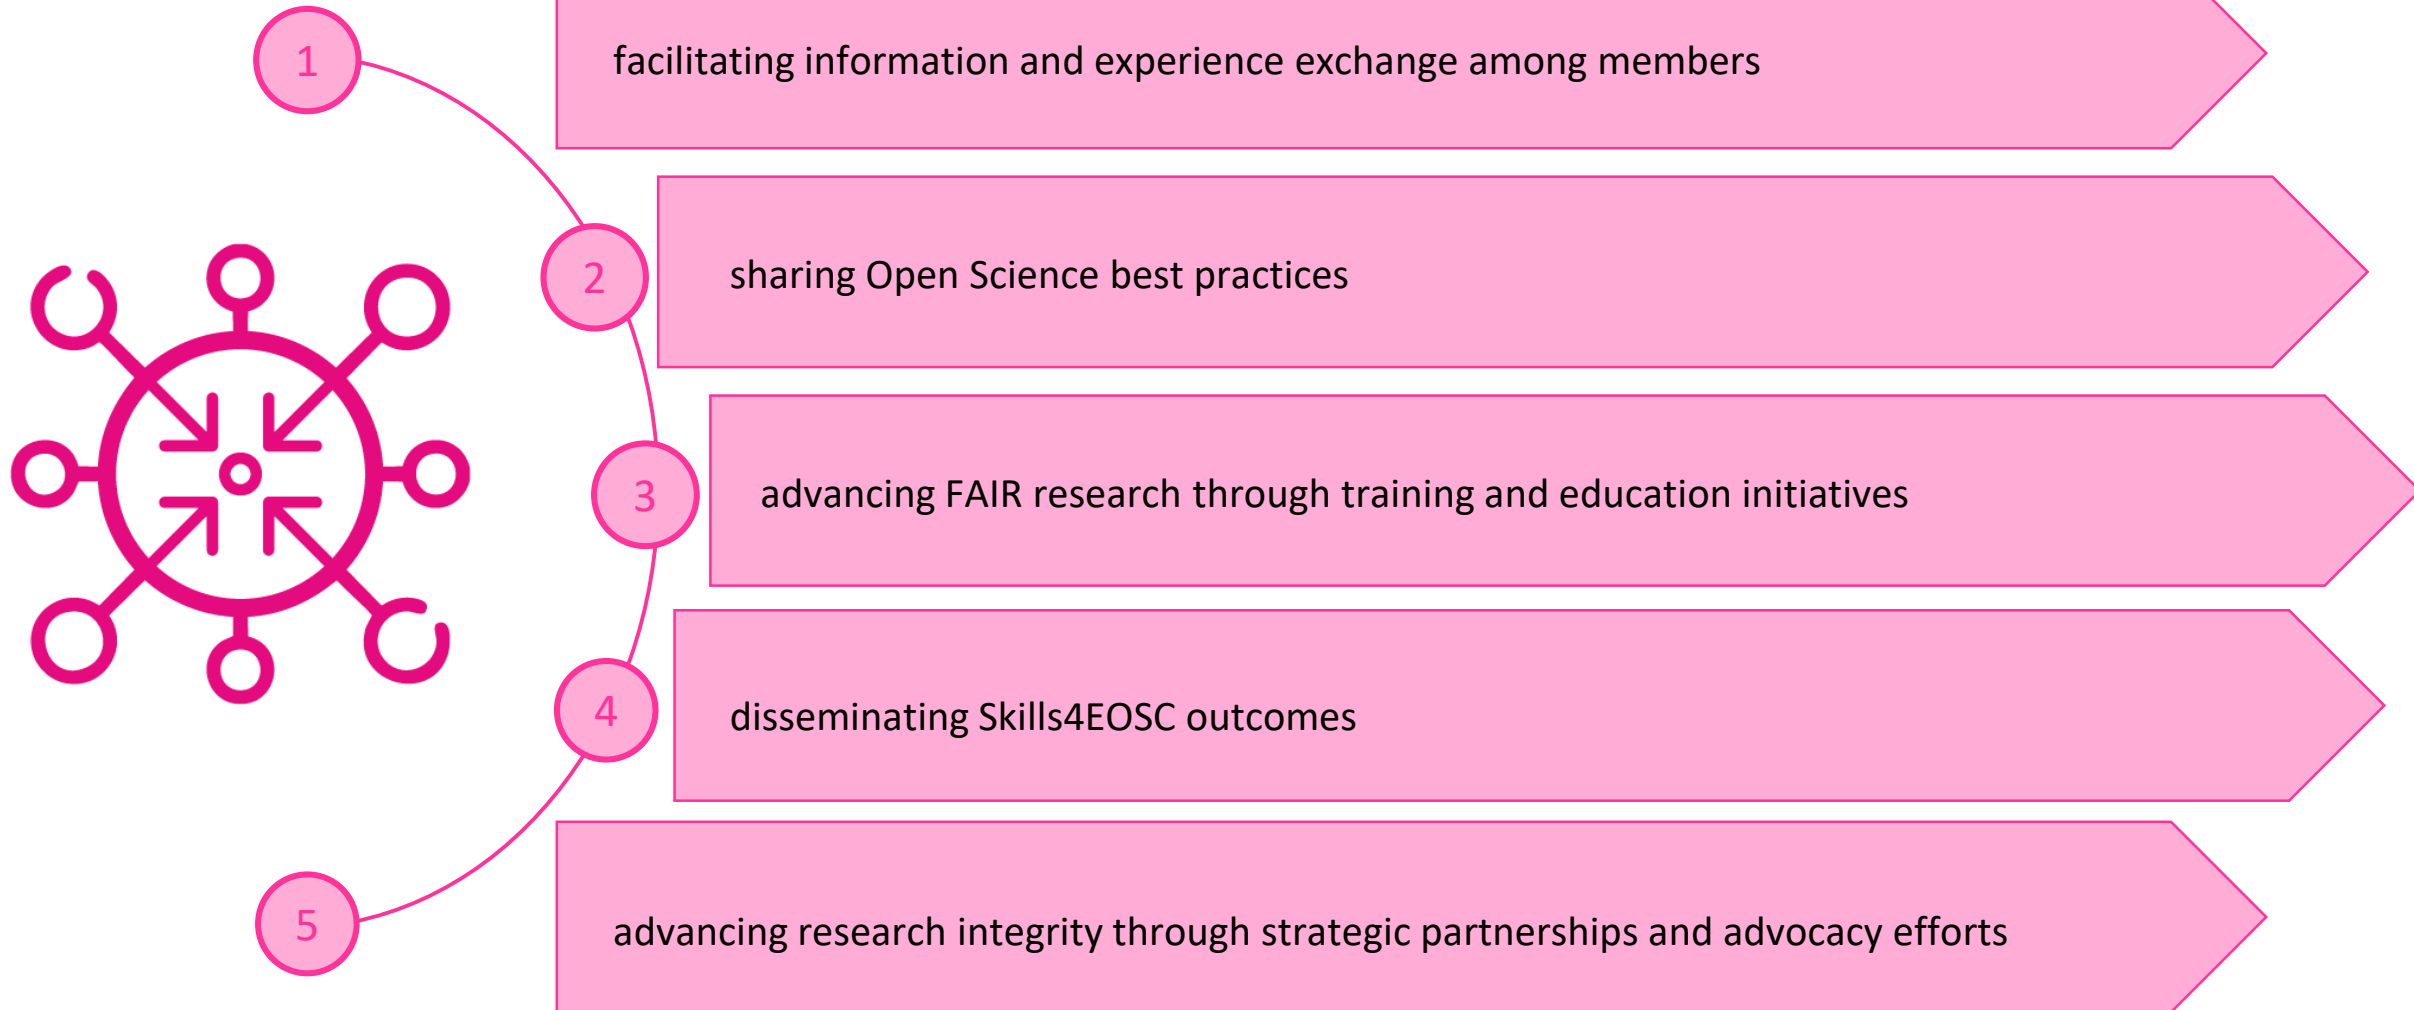 1
facilitating information and experience exchange among members
2
sharing Open Science best practices
3
advancing FAIR research through training and education initiatives
4
disseminating Skills4EOSC outcomes
5
advancing research integrity through strategic partnerships and advocacy efforts